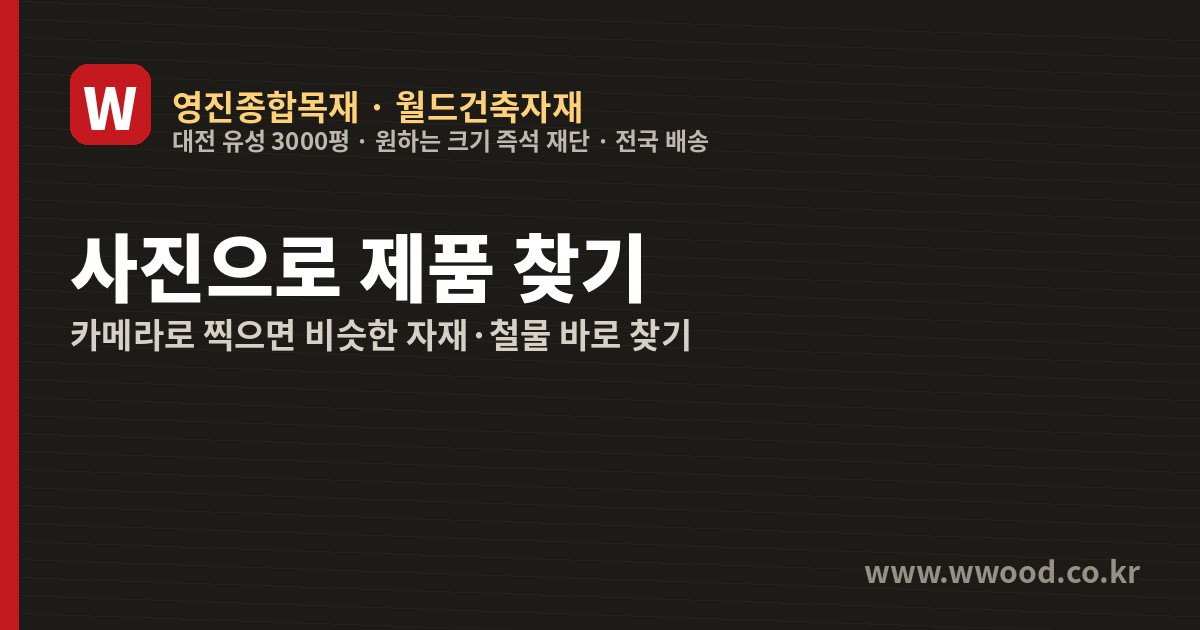 W
영진종합목재 · 월드건축자재
대전 유성 3000평 · 원하는 크기 즉석 재단 · 전국 배송
사진으로 제품 찾기
카메라로 찍으면 비슷한 자재·철물 바로 찾기
www.wwood.co.kr